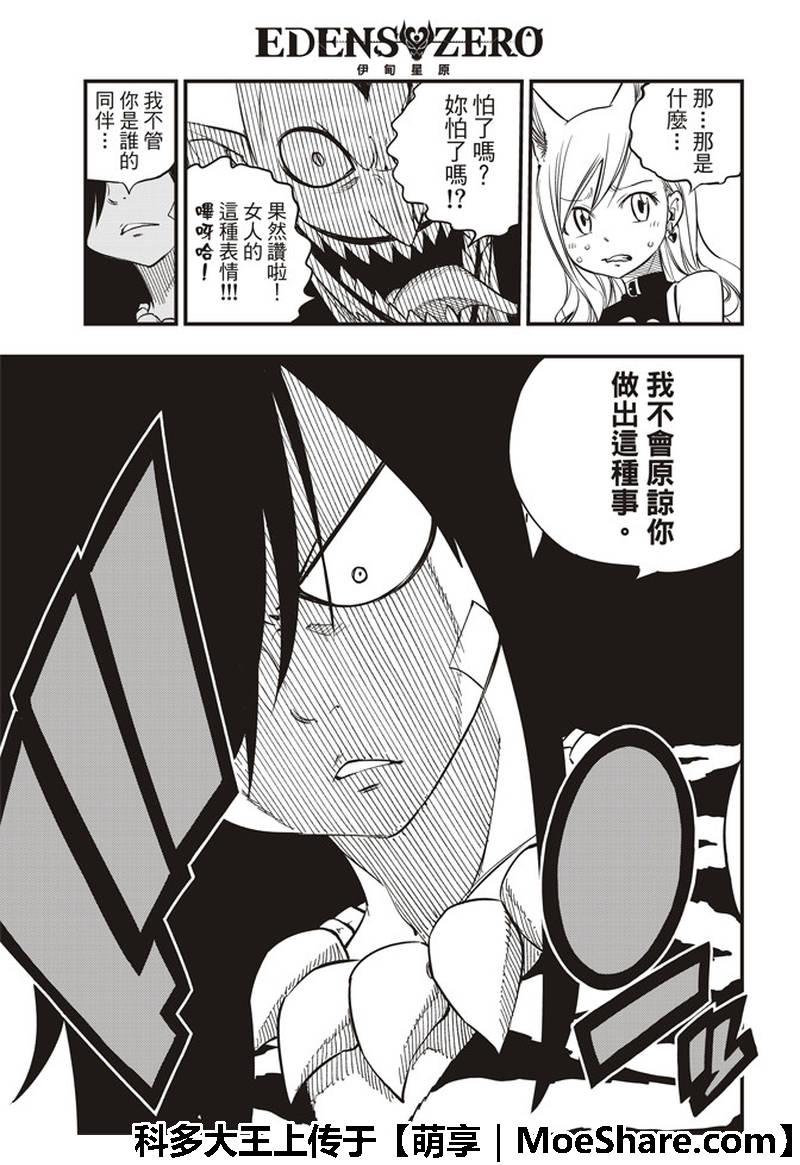 EDENS ZERO
伊甸星原
那…那是
什麼…
怕了嗎？
妳怕了嗎!?
果然讚啦！
女人的
這種表情!!!
嗶呀哈！
我不管
你是誰的
同伴…
我不會原諒你
做出這種事。
科多大王上传于【萌享 | MoeShare.com】